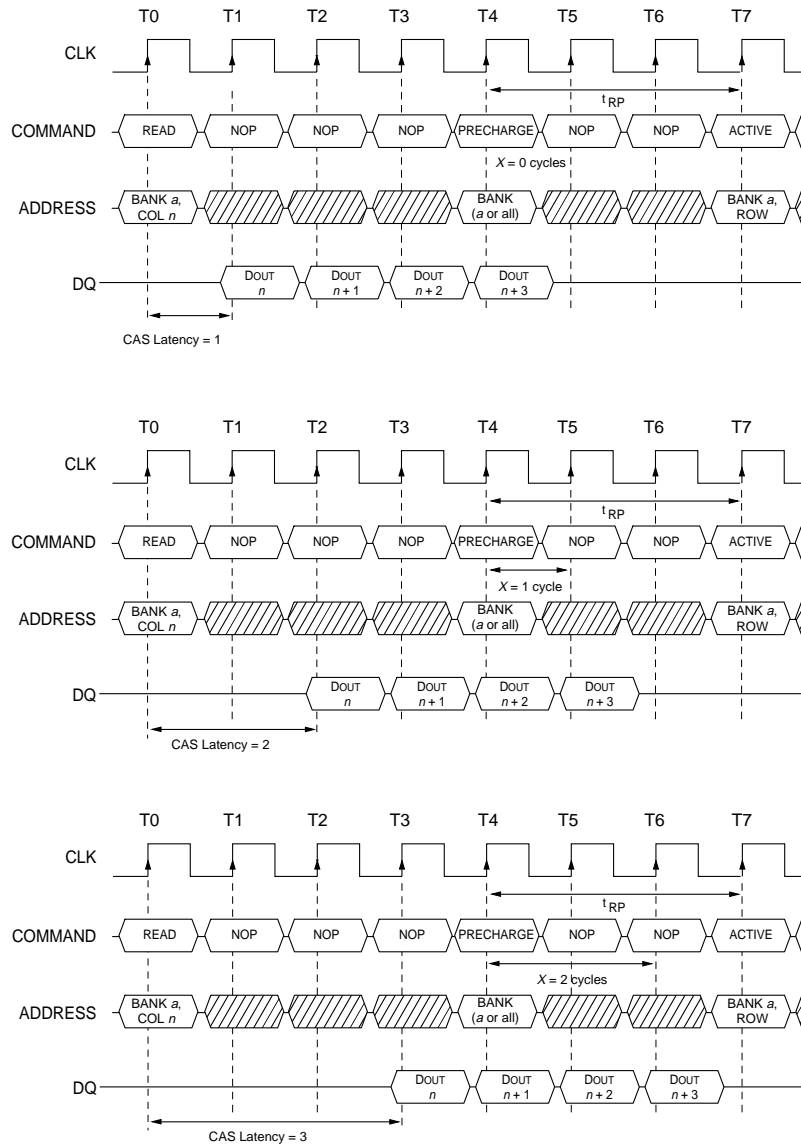 T0 T1 T2 T3 T4 T5 T6 T7
CLK
t RP
COMMAND READ NOP NOP NOP PRECHARGE NOP NOP ACTIVE
X = 0 cycles
ADDRESS BANK a, COL n BANK (a or all) BANK a, ROW
DQ DOUT n DOUT n + 1 DOUT n + 2 DOUT n + 3
CAS Latency = 1
T0 T1 T2 T3 T4 T5 T6 T7
CLK
t RP
COMMAND READ NOP NOP NOP PRECHARGE NOP NOP ACTIVE
X = 1 cycle
ADDRESS BANK a, COL n BANK (a or all) BANK a, ROW
DQ DOUT n DOUT n + 1 DOUT n + 2 DOUT n + 3
CAS Latency = 2
T0 T1 T2 T3 T4 T5 T6 T7
CLK
t RP
COMMAND READ NOP NOP NOP PRECHARGE NOP NOP ACTIVE
X = 2 cycles
ADDRESS BANK a, COL n BANK (a or all) BANK a, ROW
DQ DOUT n DOUT n + 1 DOUT n + 2 DOUT n + 3
CAS Latency = 3